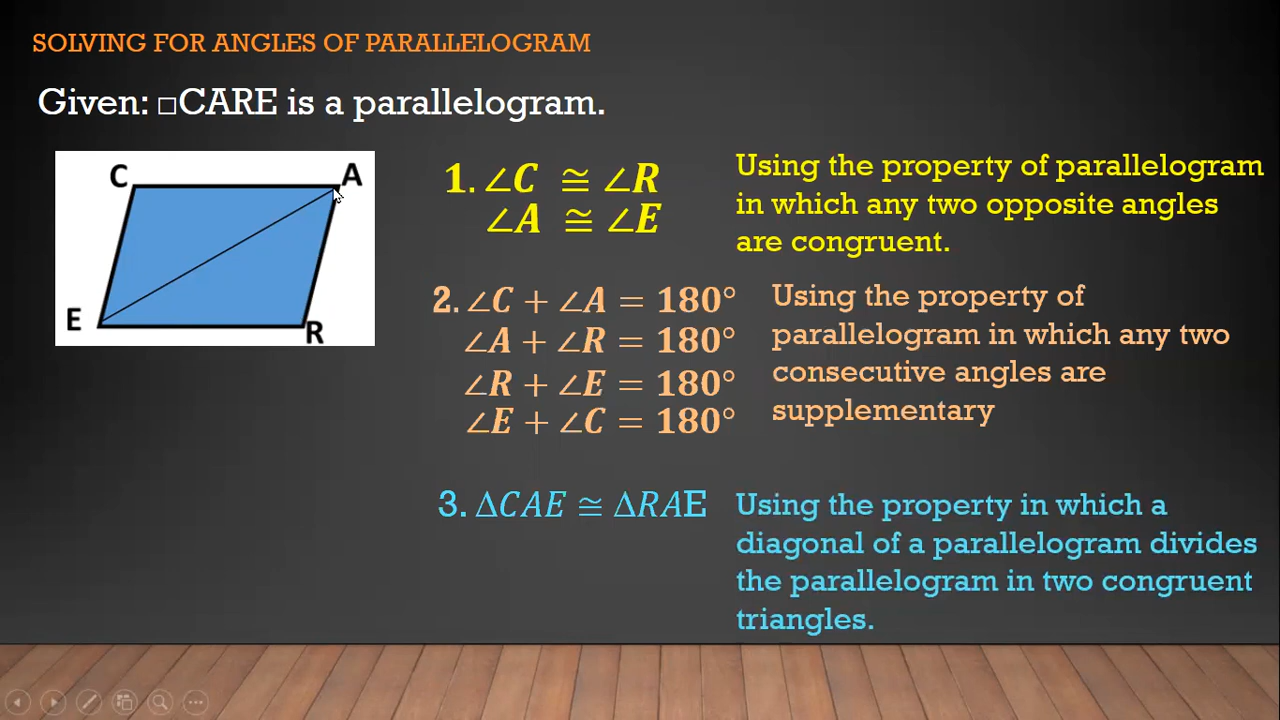 SOLVING FOR ANGLES OF PARALLELOGRAM
Given: □CARE is a parallelogram.
C
A
E
R
1. ∠C ≅ ∠R
∠A ≅ ∠E
Using the property of parallelogram
in which any two opposite angles
are congruent.
2. ∠C + ∠A = 180°
∠A + ∠R = 180°
∠R + ∠E = 180°
∠E + ∠C = 180°
Using the property of
parallelogram in which any two
consecutive angles are
supplementary
3. ΔCAE ≅ ΔRAE
Using the property in which a
diagonal of a parallelogram divides
the parallelogram in two congruent
triangles.